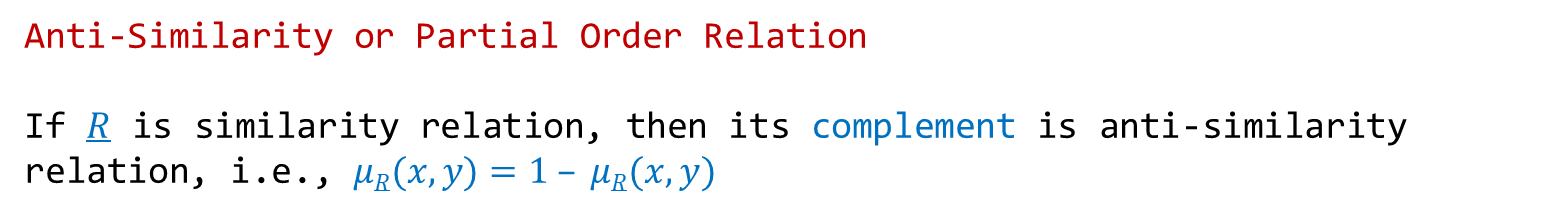 Anti-Similarity or Partial Order Relation
If R is similarity relation, then its complement is anti-similarity
relation, i.e., μR(x, y) = 1 – μR(x, y)